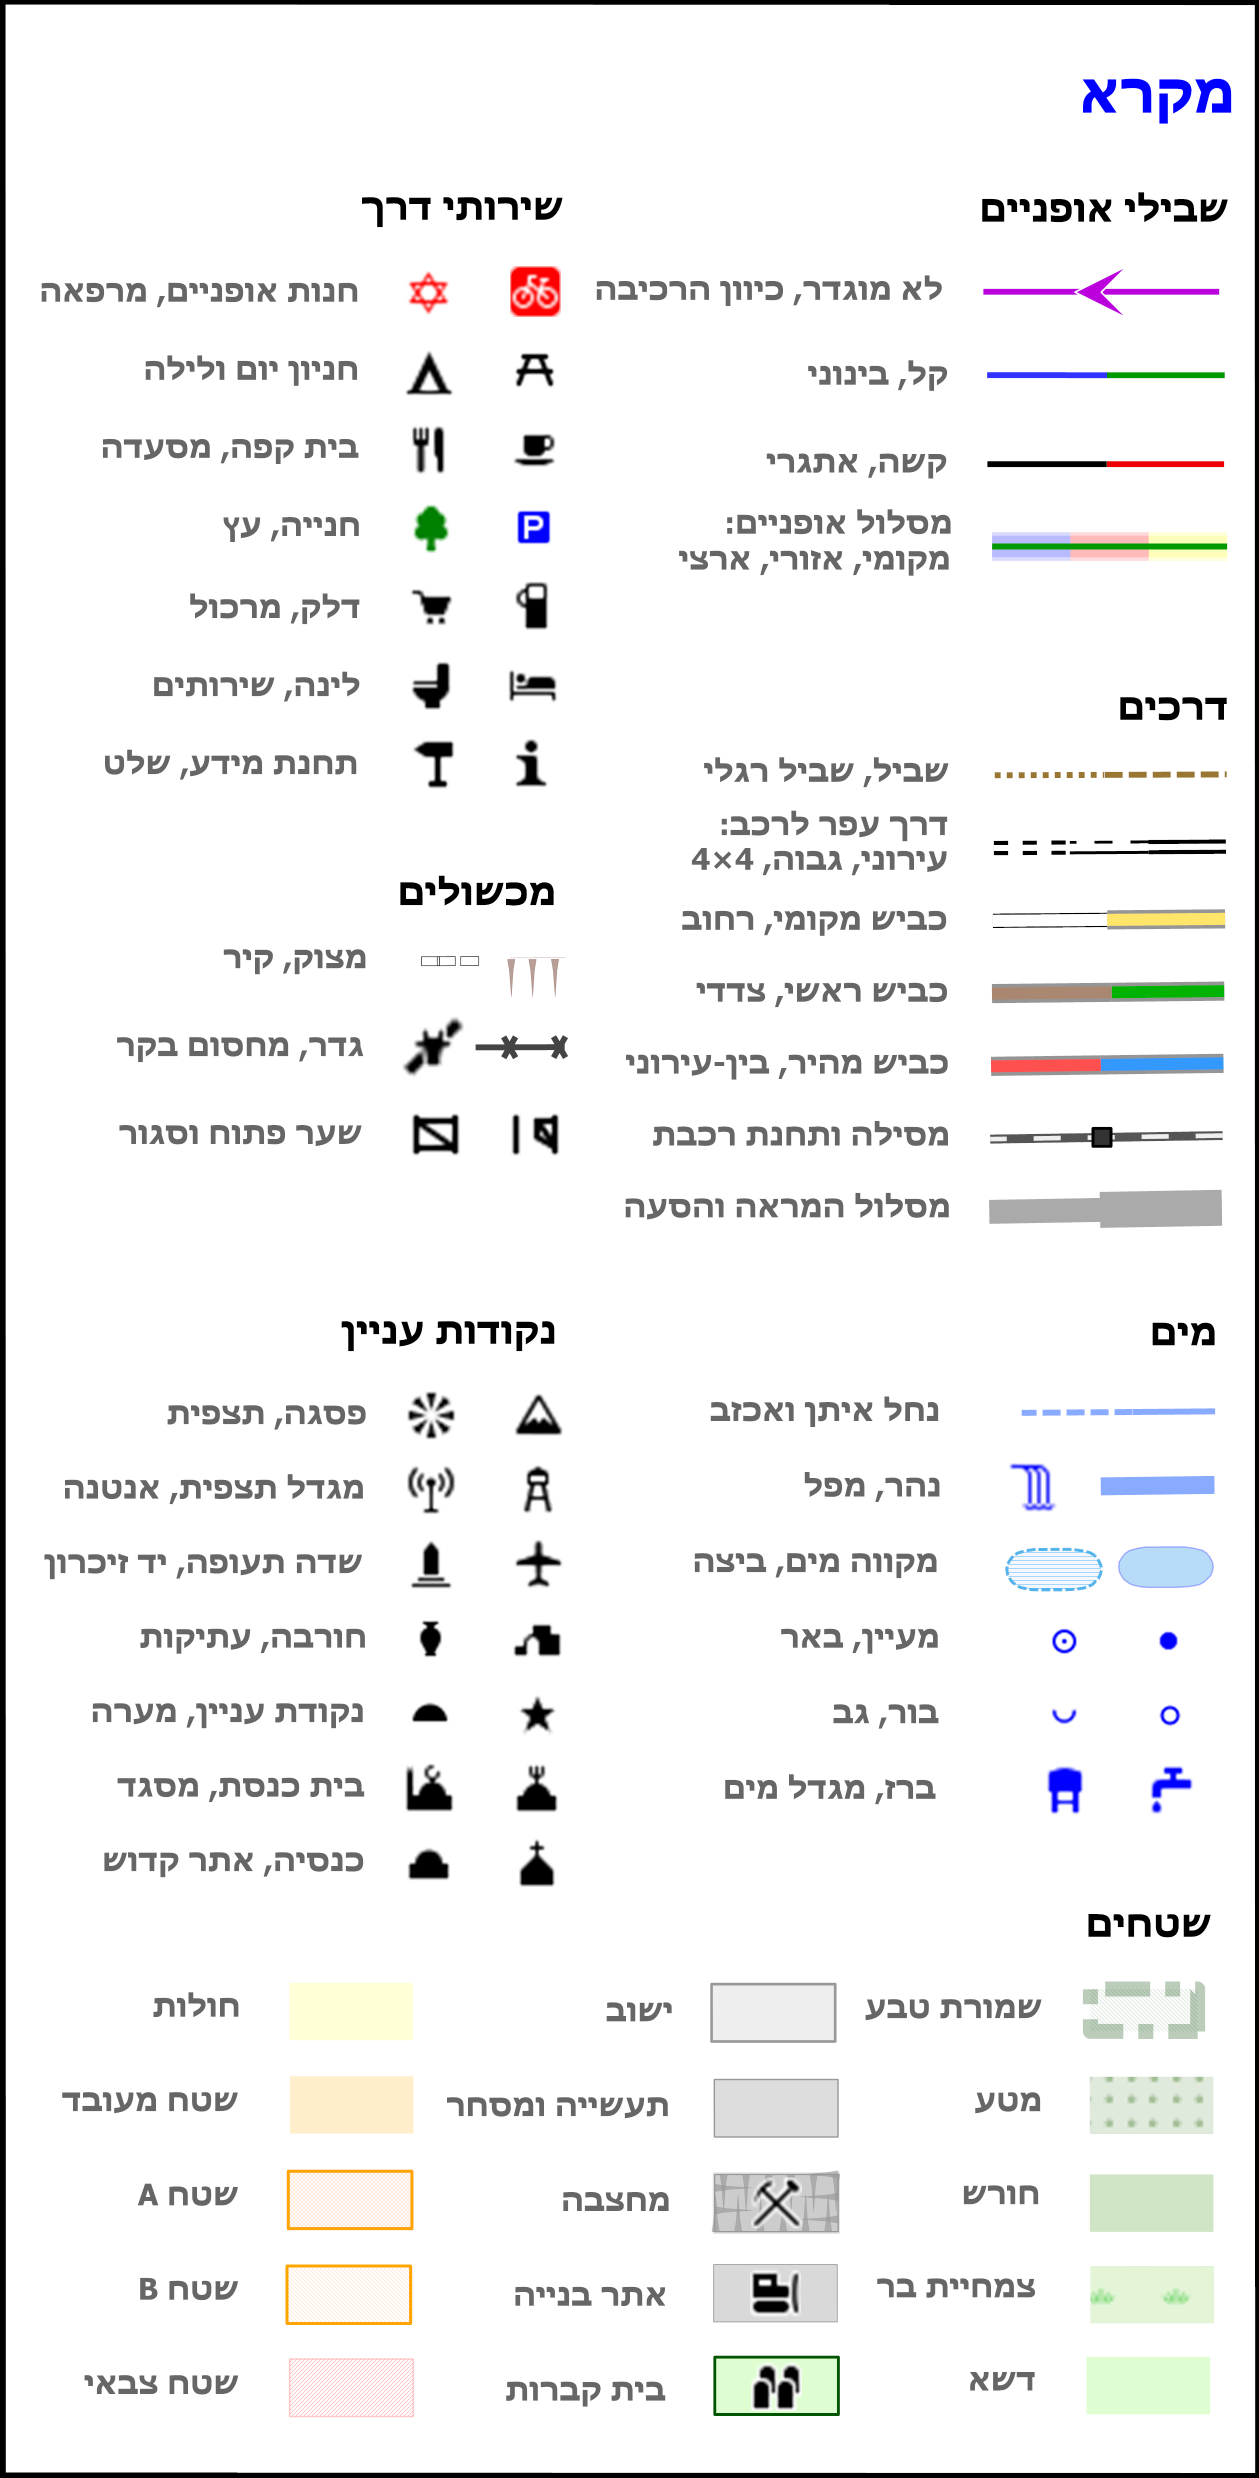 מקרא
שבילי אופניים
לא מוגדר, כיוון הרכיבה
קל, בינוני
קשה, אתגרי
מסלול אופניים:
מקומי, אזורי, ארצי
דרכים
שביל, שביל רגלי
דרך עפר לרכב:
עירוני, גבוה, 4×4
כביש מקומי, רחוב
כביש ראשי, צדדי
כביש מהיר, בין-עירוני
מסילה ותחנת רכבת
מסלול המראה והסעה
שירותי דרך
חנות אופניים, מרפאה
חניון יום ולילה
בית קפה, מסעדה
P
חנייה, עץ
דלק, מרכול
לינה, שירותים
תחנת מידע, שלט
מכשולים
מצוק, קיר
גדר, מחסום בקר
שער פתוח וסגור
מים
נחל איתן ואכזב
נהר, מפל
מקווה מים, ביצה
מעיין, באר
בור, גב
ברז, מגדל מים
נקודות עניין
פסגה, תצפית
מגדל תצפית, אנטנה
שדה תעופה, יד זיכרון
חורבה, עתיקות
נקודת עניין, מערה
בית כנסת, מסגד
כנסיה, אתר קדוש
שטחים
שמורת טבע
מטע
חורש
צמחיית בר
דשא
ישוב
תעשייה ומסחר
מחצבה
אתר בנייה
בית קברות
חולות
שטח מעובד
שטח A
שטח B
שטח צבאי